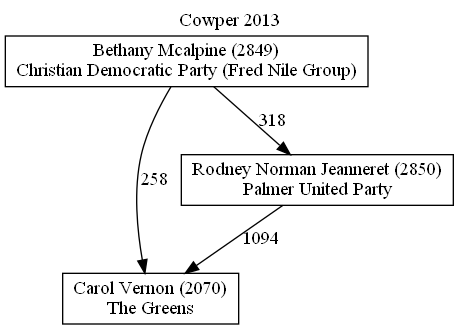 Cowper 2013
Bethany Mcalpine (2849)
Christian Democratic Party (Fred Nile Group)
318
Rodney Norman Jeanneret (2850)
Palmer United Party
258
1094
Carol Vernon (2070)
The Greens